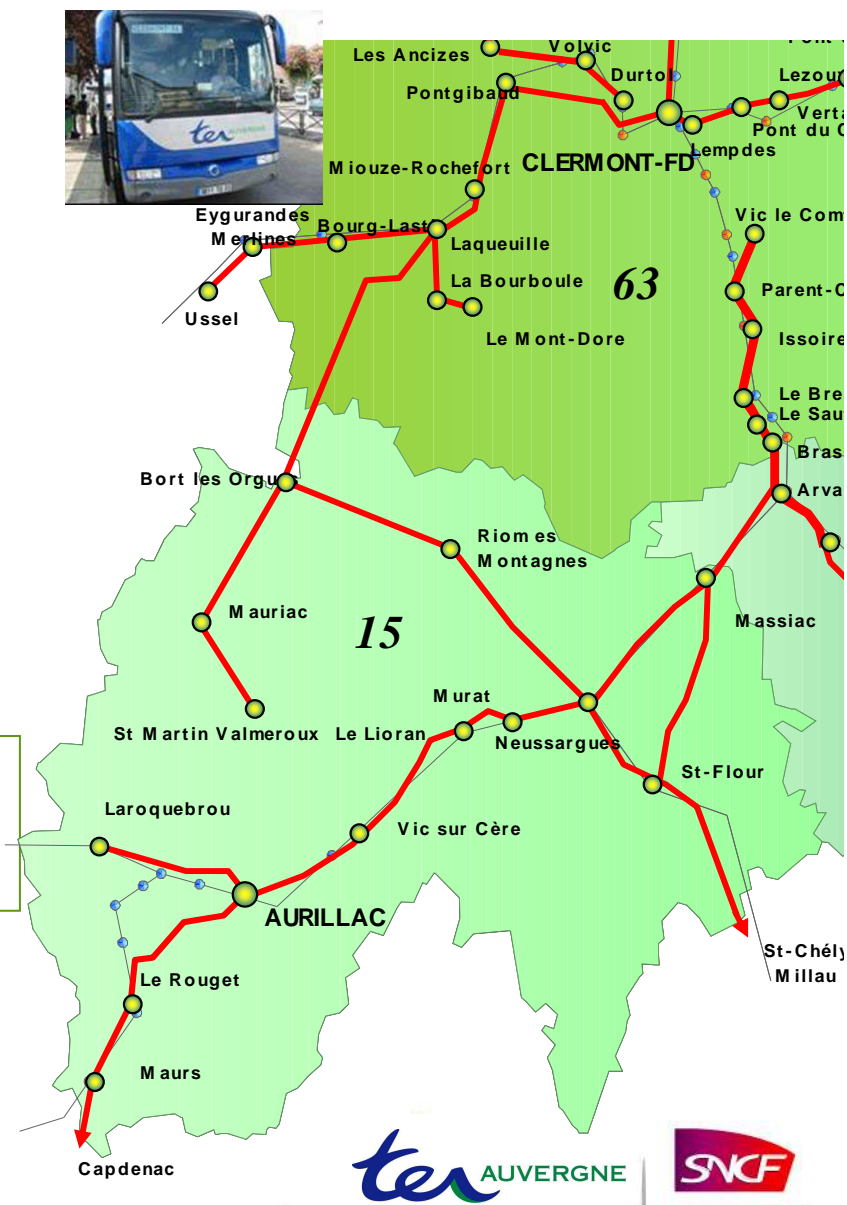 Les Ancizes
Volvic
Durtol
Pontgibaud
Lezoux
Pont du C
Lempdes
CLERMONT-FD
Miouze-Rochefort
ter AUVERGNE
Eygurandes
Merlines
Bourg-Last
Laqueuille
Vic le Com
La Bourboule
63
Parent-C
Ussel
Le Mont-Dore
Issoire
Le Bre
Le Sau
Bort les Orgues
Brass
Arva
Riom es
Montagnes
Mauriac
15
Massiac
Murat
St Martin Valmeroux
Le Lioran
Neussargues
St-Flour
Laroquebrou
Vic sur Cère
AURILLAC
St-Chély
Millau
Le Rouget
Maurs
Capdenac
ter AUVERGNE
SNCF